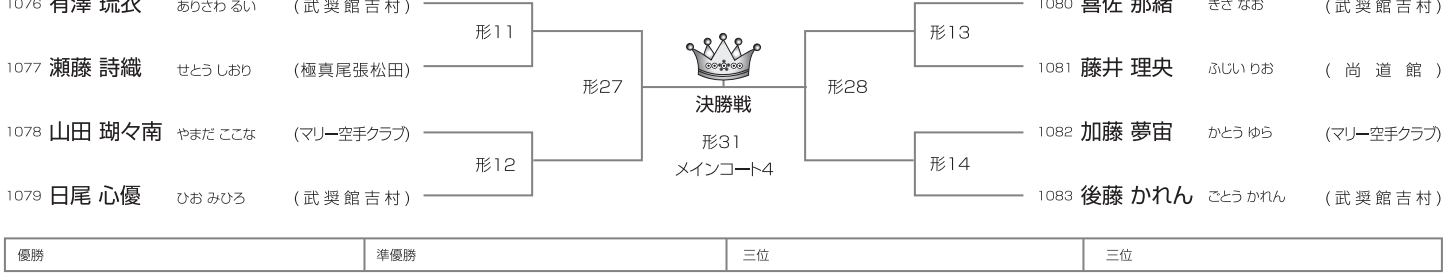 1076 有澤 琉衣 ありさわ るい (武奨館吉村)
形11
1077 瀬藤 詩織 せとう しおり (極真尾張松田)
形27
1078 山田 瑚々南 やまだ ここな (マリー空手クラブ)
形12
1079 日尾 心優 ひお みひろ (武奨館吉村)
決勝戦
形31
メインコート4
1080 喜佐 那緒 きさ なお (武奨館吉村)
形13
1081 藤井 理央 ふじい りお (尚道館)
形28
1082 加藤 夢宙 かとう ゆら (マリー空手クラブ)
形14
1083 後藤 かれん ごとう かれん (武奨館吉村)
優勝 準優勝 三位 三位